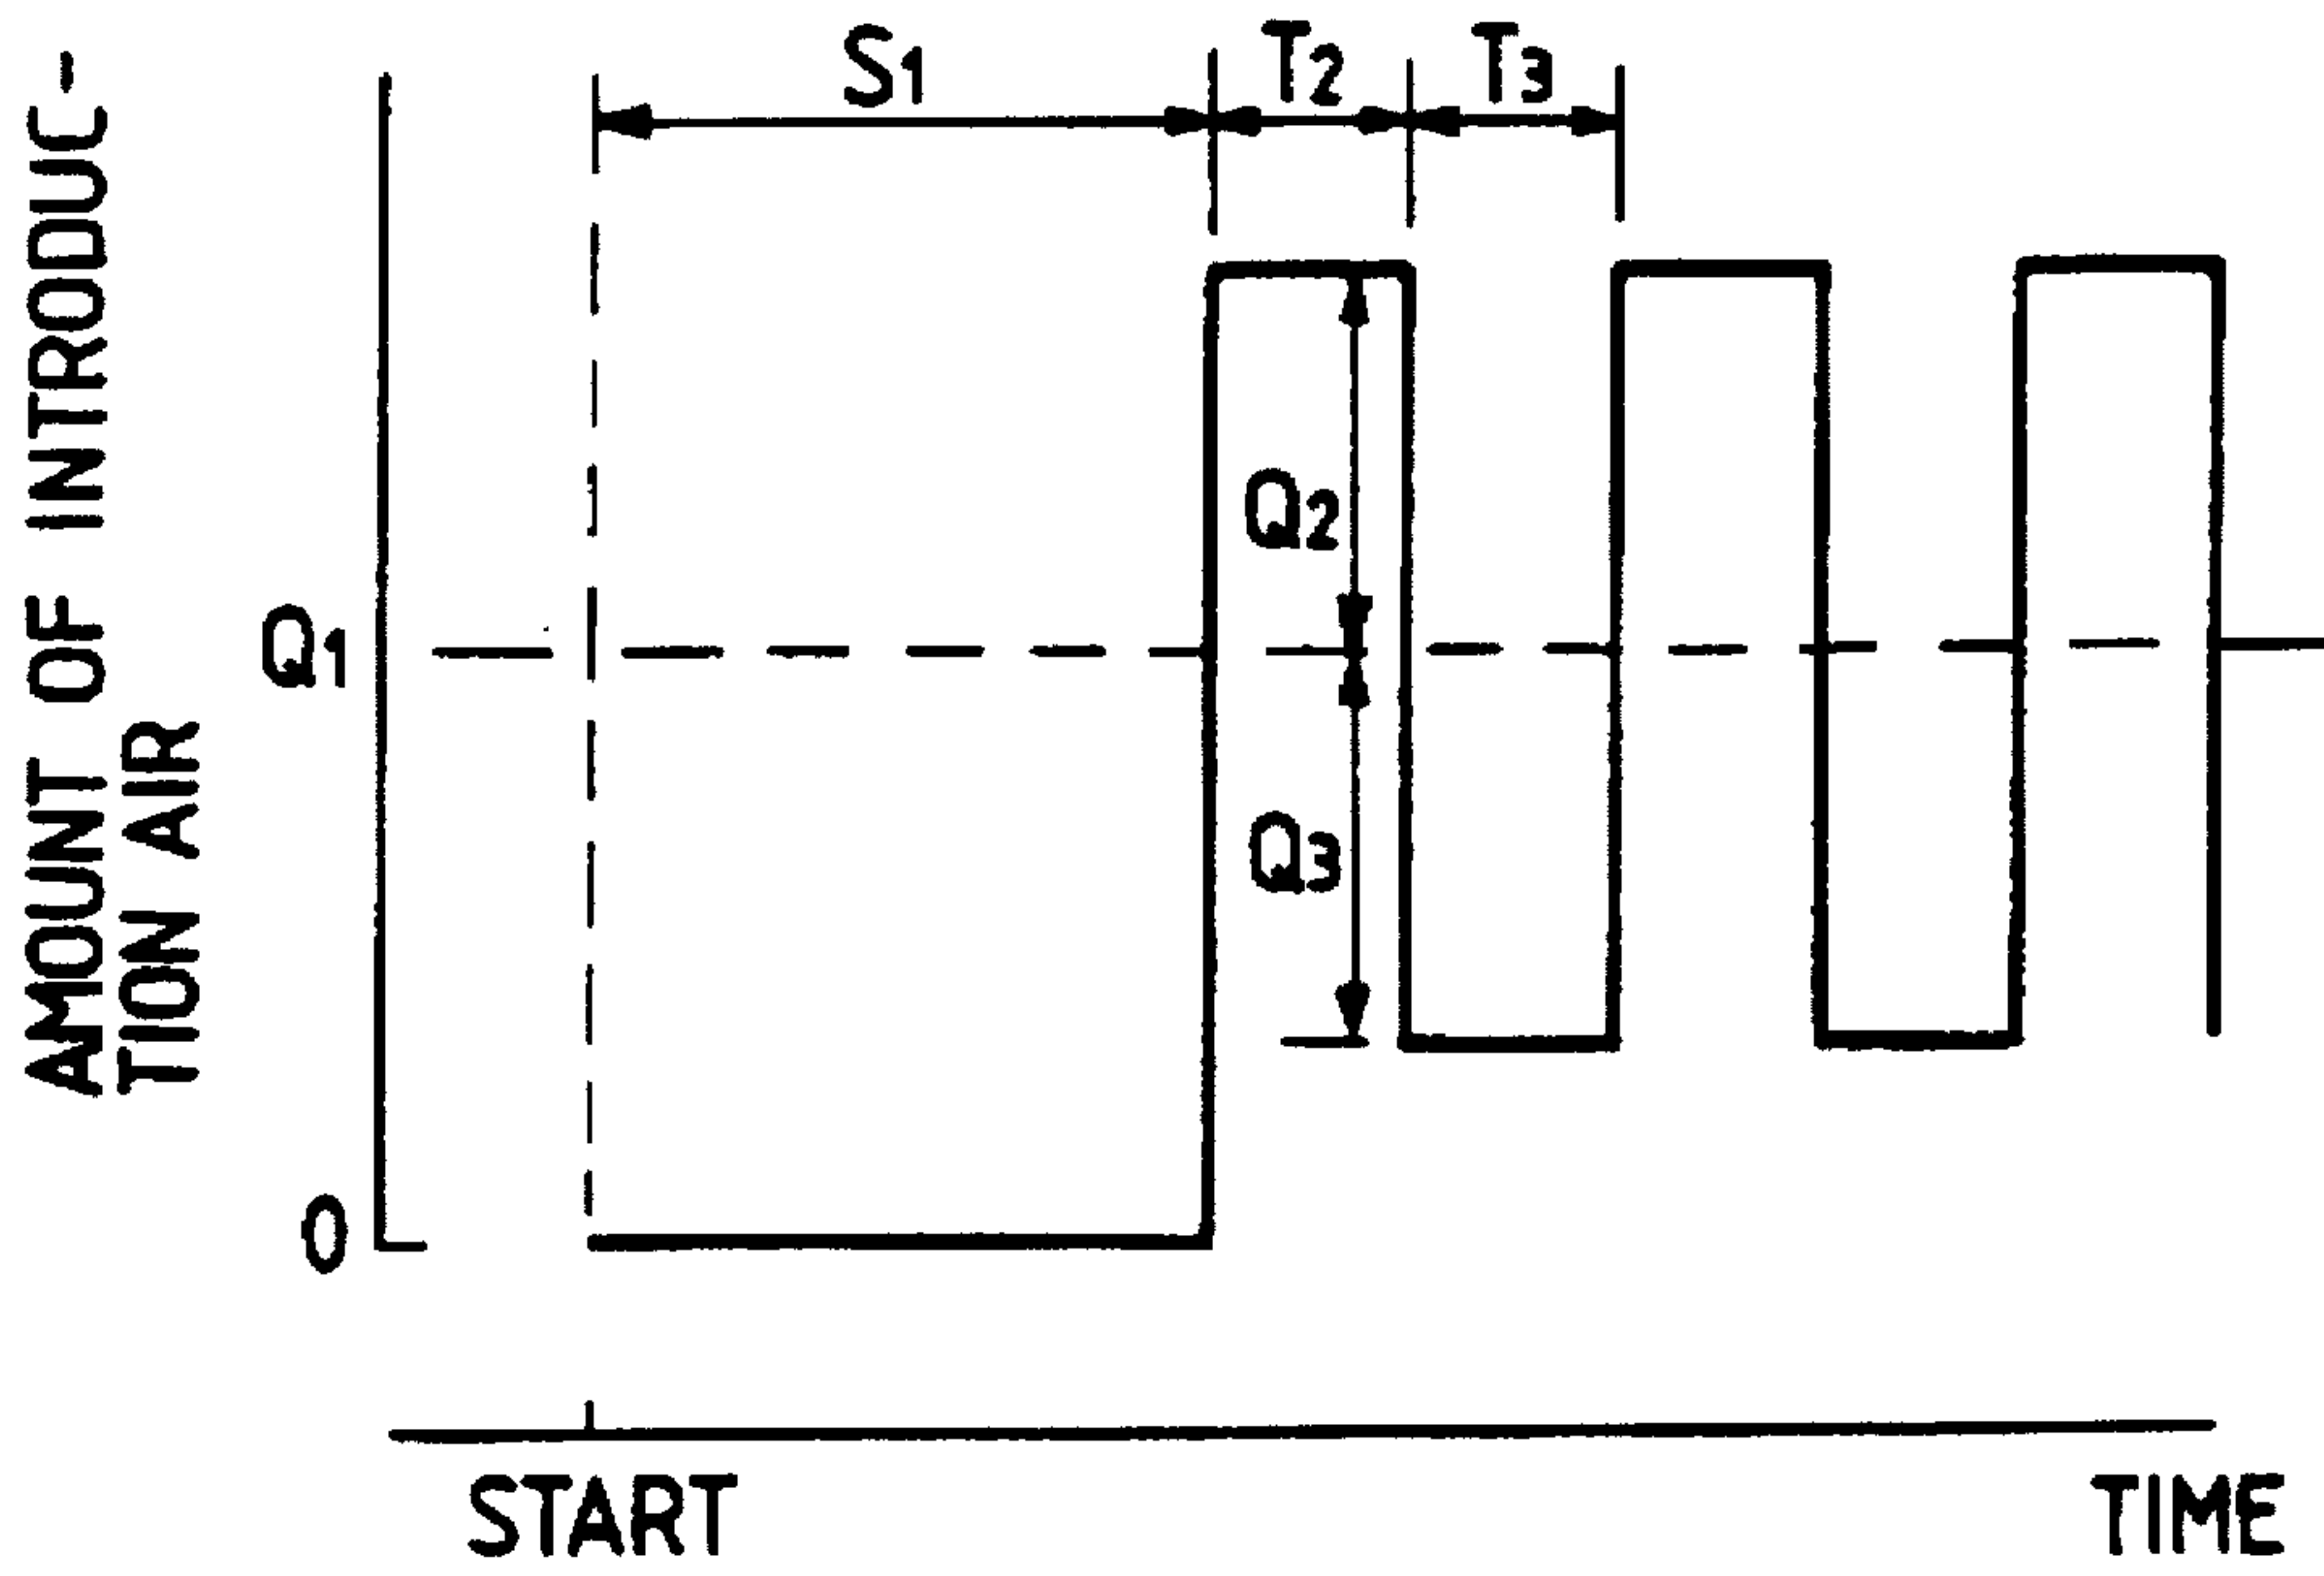 S1 T2 T3
AMOUNT OF INTRODUC-
TION AIR
Q2
Q1
Q3
0
START TIME